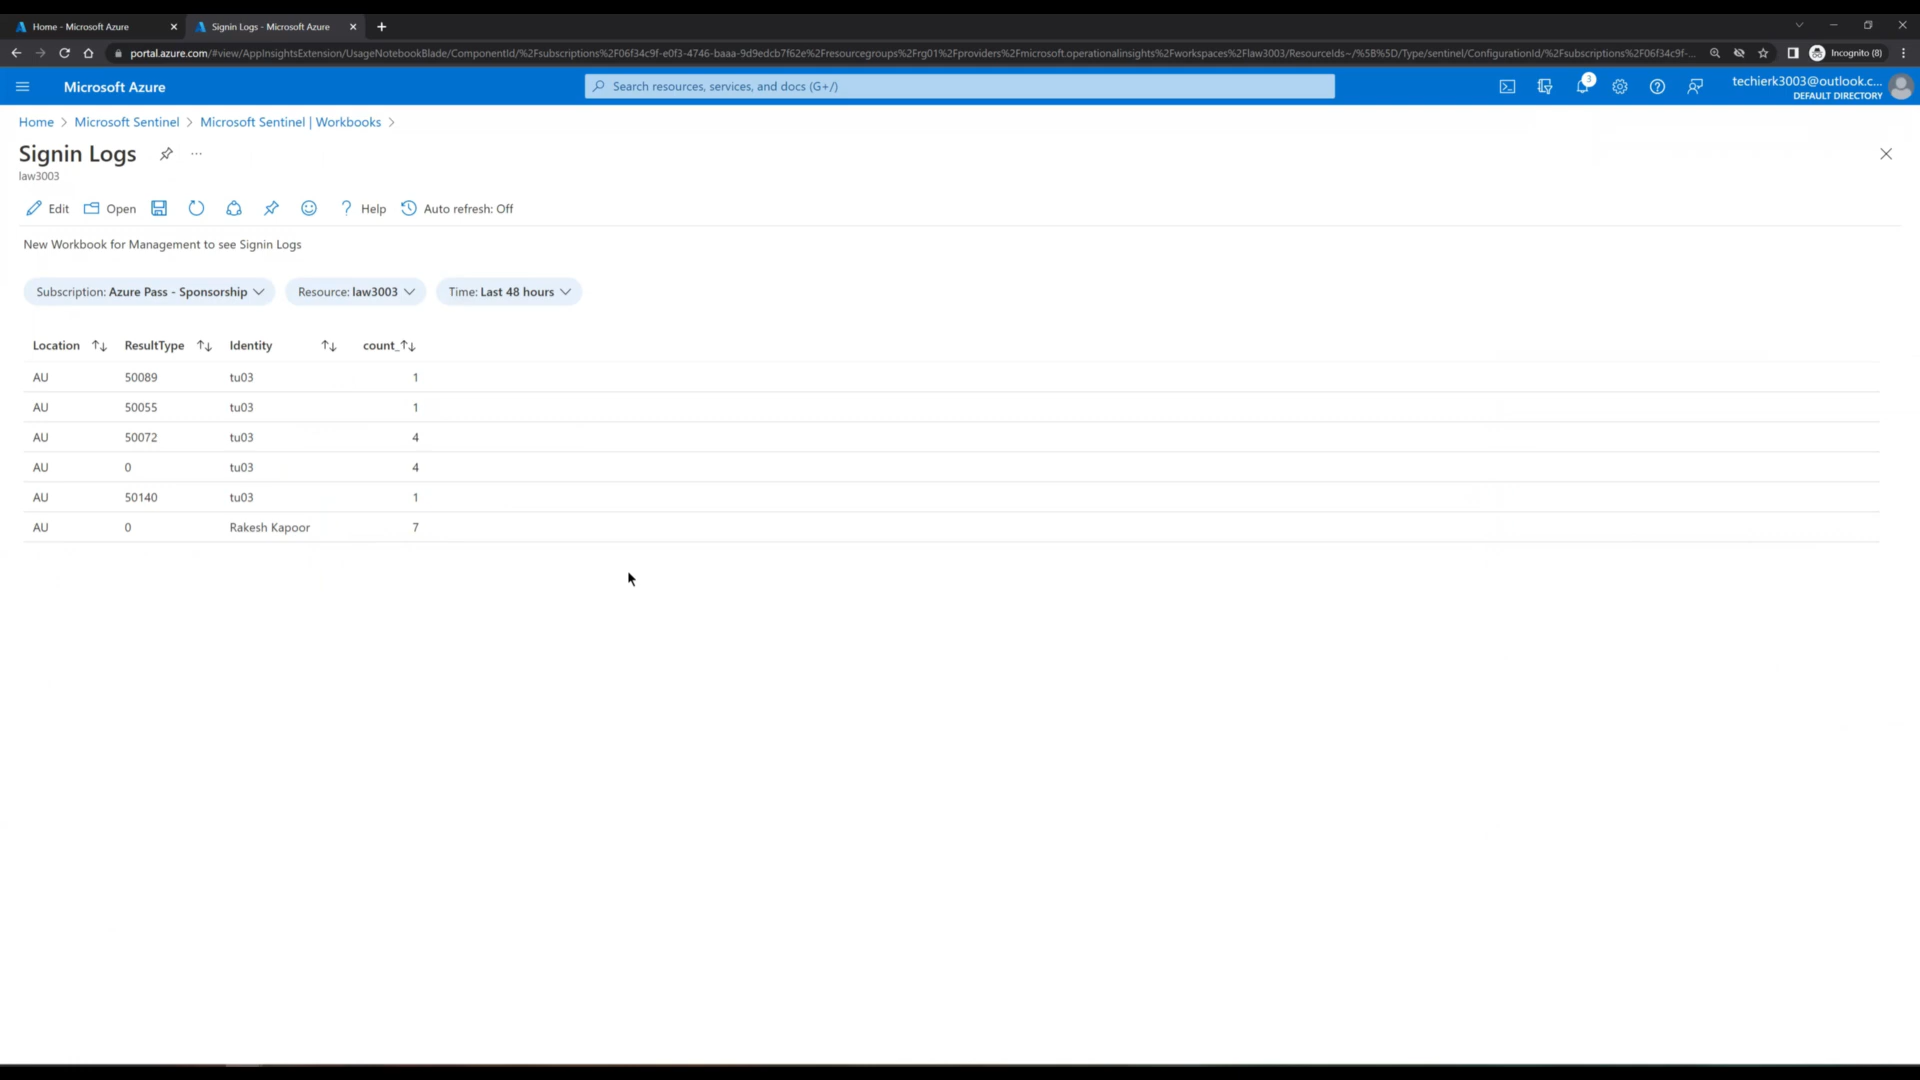 Home - Microsoft Azure
Signin Logs - Microsoft Azure
portal.azure.com/#view/AppInsightsExtension/UsageNotebookBlade/ComponentId/%2Fsubscriptions%2F06f34c9f-e0f3-4746-baaa-9d9edcb7f62e%2Fresourcegroups%2Frg01%2Fproviders%2Fmicrosoft.operationalinsights%2Fworkspaces%2Flaw3003/ResourceIds~/%5B%5D/Type/sentinel/ConfigurationId/%2Fsubscriptions%2F06f34c9f-...
Incognito (8)
Microsoft Azure
Search resources, services, and docs (G+/)
3
techierk3003@outlook.c...
DEFAULT DIRECTORY
Home > Microsoft Sentinel > Microsoft Sentinel | Workbooks >
Signin Logs
law3003
Edit Open Help Auto refresh: Off
New Workbook for Management to see Signin Logs
Subscription: Azure Pass - Sponsorship Resource: law3003 Time: Last 48 hours
Location ResultType Identity count_
AU 50089 tu03 1
AU 50055 tu03 1
AU 50072 tu03 4
AU 0 tu03 4
AU 50140 tu03 1
AU 0 Rakesh Kapoor 7